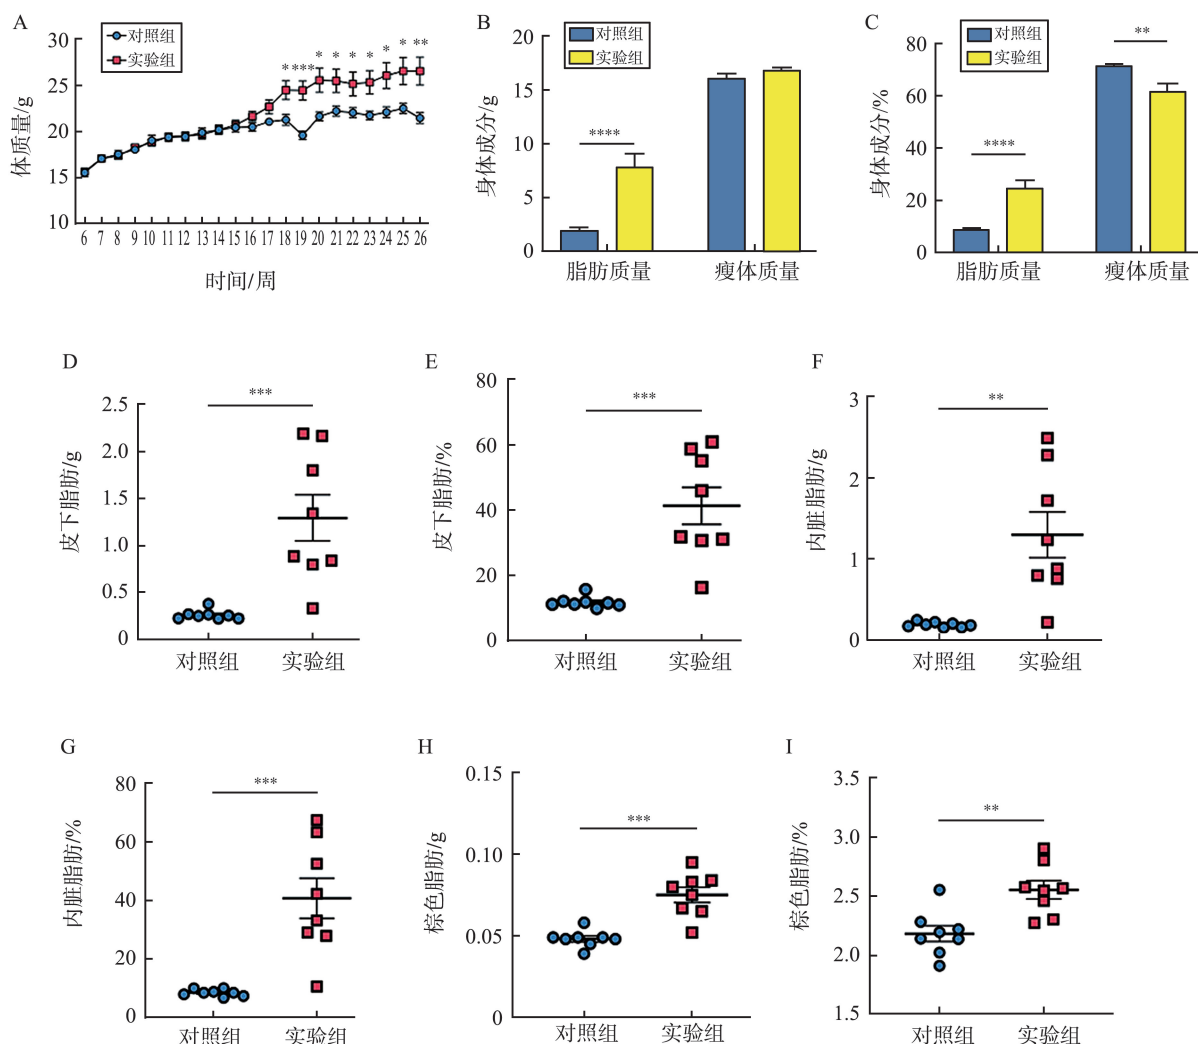 A
对照组
实验组
体质量/g
30
25
20
15
10
* **** * * * * * * **
6 7 8 9 10 11 12 13 14 15 16 17 18 19 20 21 22 23 24 25 26
时间/周
B
对照组
实验组
身体成分/g
20
15
10
5
0
****
脂肪质量 瘦体质量
C
对照组
实验组
身体成分/%
80
60
40
20
0
****
**
脂肪质量 瘦体质量
D
皮下脂肪/g
2.5
2.0
1.5
1.0
0.5
0
***
对照组 实验组
E
皮下脂肪/%
80
60
40
20
0
***
对照组 实验组
F
内脏脂肪/g
3
2
1
0
**
对照组 实验组
G
内脏脂肪/%
80
60
40
20
0
***
对照组 实验组
H
棕色脂肪/g
0.15
0.10
0.05
0
***
对照组 实验组
I
棕色脂肪/%
3.5
3.0
2.5
2.0
1.5
**
对照组 实验组